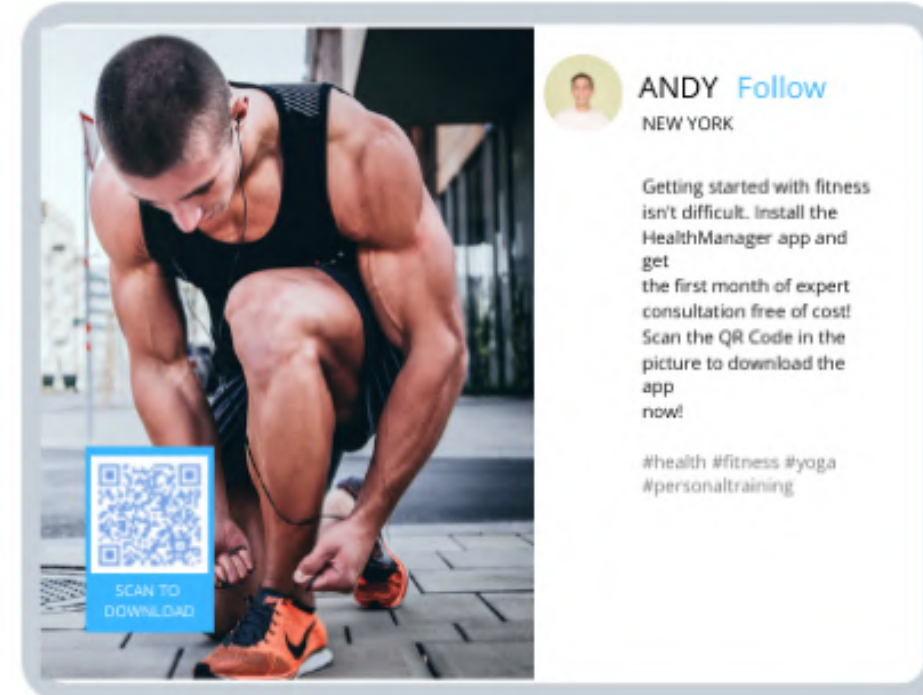 ANDY Follow
NEW YORK
Getting started with fitness
isn't difficult. Install the
HealthManager app and
get
the first month of expert
consultation free of cost!
Scan the QR Code in the
picture to download the
app
now!
#health #fitness #yoga
#personaltraining
SCAN TO
DOWNLOAD